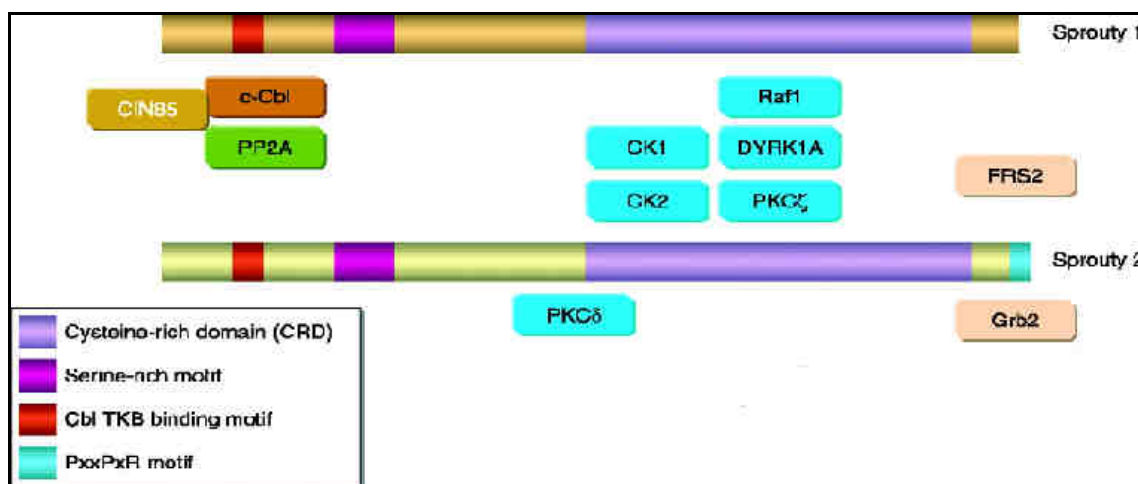 Sprouty 1
c-Cbl
Raf1
CIN85
PP2A
CK1
DYRK1A
FRS2
CK2
PKCζ
Sprouty 2
PKCδ
Grb2
Cysteine-rich domain (CRD)
Serine-rich motif
Cbl TKB binding motif
PxxPxR motif